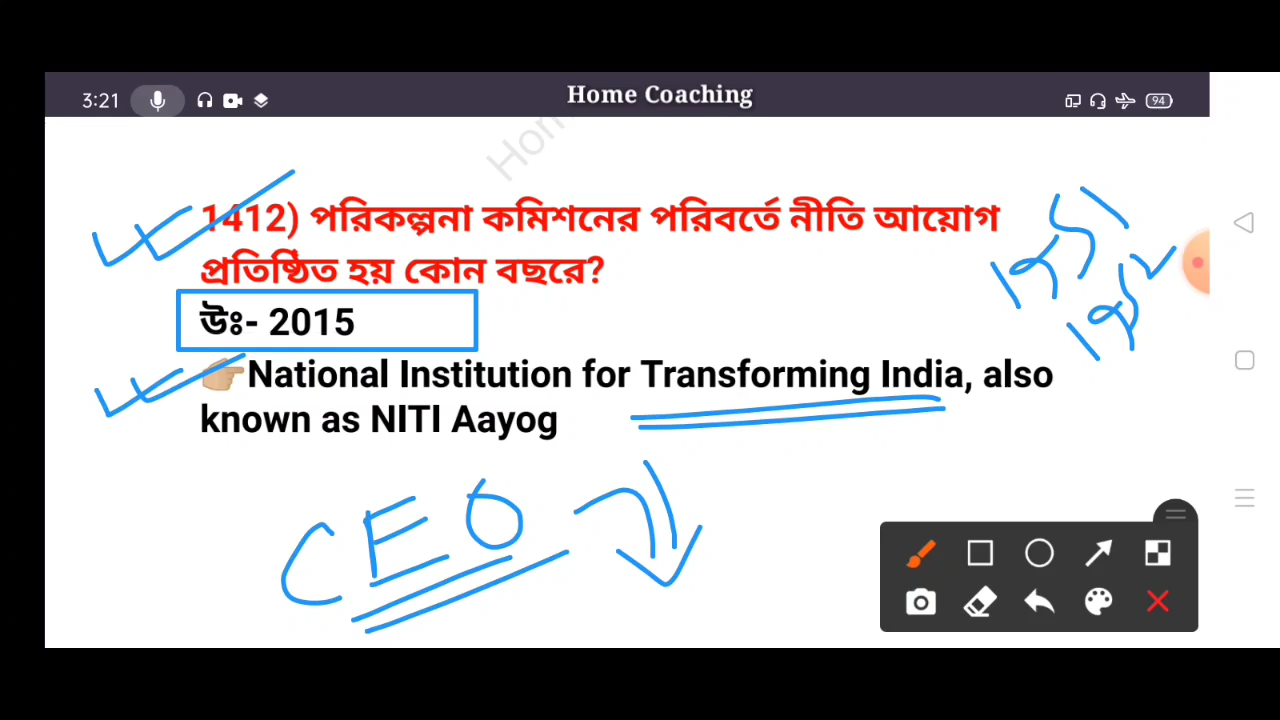 3:21
Home Coaching
94
Hom
1412) পরিকল্পনা কমিশনের পরিবর্তে নীতি আয়োগ
প্রতিষ্ঠিত হয় কোন বছরে?
উঃ- 2015
👉🏼National Institution for Transforming India, also
known as NITI Aayog
CEO